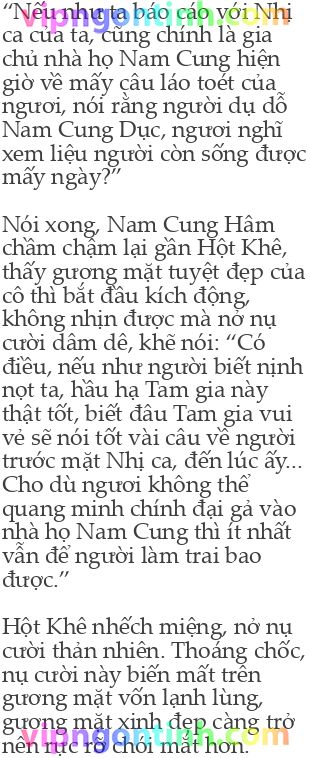 “Nếu như ta báo cáo với Nhị
vipngontinh.com
ca của ta, cũng chính là gia
chủ nhà họ Nam Cung hiện
giờ về mấy câu láo toét của
ngươi, nói rằng người dụ dỗ
Nam Cung Dục, ngươi nghĩ
xem liệu người còn sống được
mấy ngày?”
Nói xong, Nam Cung Hâm
chầm chậm lại gần Hột Khê,
thấy gương mặt tuyệt đẹp của
cô thì bắt đầu kích động,
không nhịn được mà nở nụ
cười dâm dê, khẽ nói: “Có
điều, nếu như người biết nịnh
nọt ta, hầu hạ Tam gia này
thật tốt, biết đâu Tam gia vui
vẻ sẽ nói tốt vài câu về người
trước mặt Nhị ca, đến lúc ấy...
Cho dù ngươi không thể
quang minh chính đại gả vào
nhà họ Nam Cung thì ít nhất
vẫn để người làm trai bao
được.”
Hột Khê nhếch miệng, nở nụ
cười thản nhiên. Thoáng chốc,
nụ cười này biến mất trên
gương mặt vốn lạnh lùng,
gương mặt xinh đẹp càng trở
vipngontinh.com
nên rực rỡ chói mắt hơn.